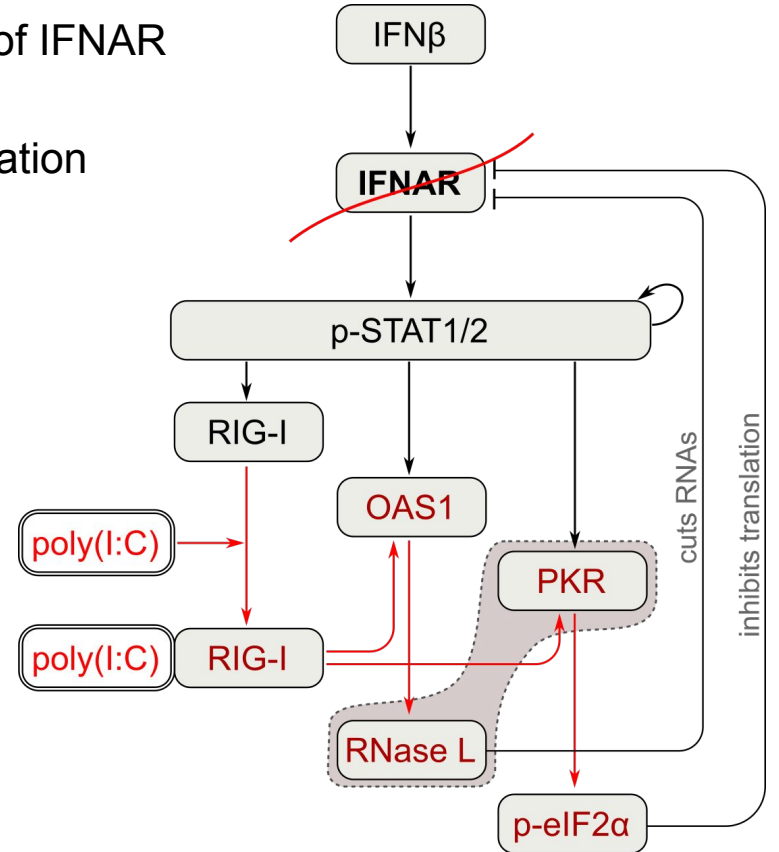 of IFNAR
ation
IFNβ
IFNAR
p-STAT1/2
RIG-I
OAS1
poly(I:C)
PKR
poly(I:C)
RIG-I
RNase L
p-eIF2α
cuts RNAs
inhibits translation